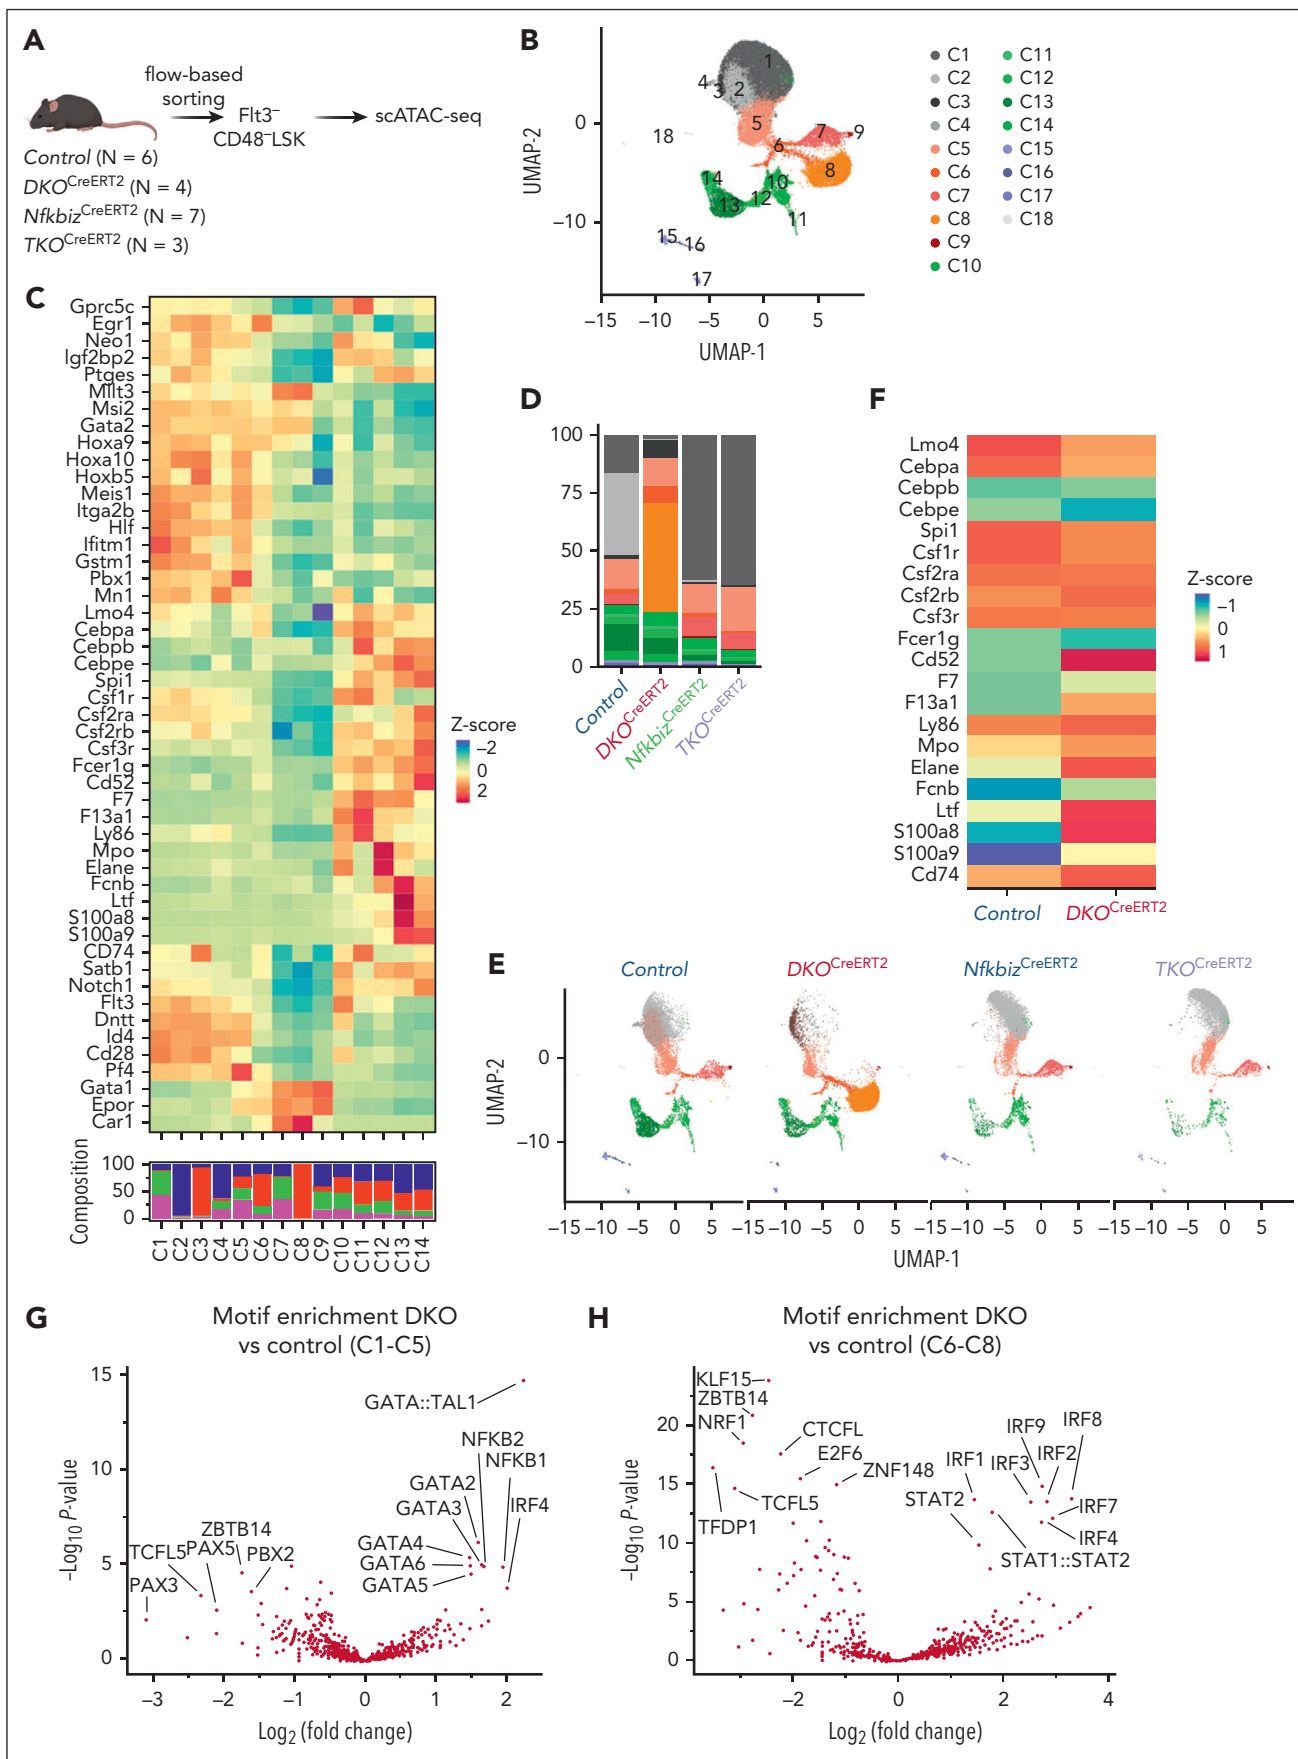 A
flow-based
sorting
Flt3–
CD48–LSK
scATAC-seq
Control (N = 6)
DKOCreERT2 (N = 4)
NfkbizCreERT2 (N = 7)
TKOCreERT2 (N = 3)
B
UMAP-2
0
–10
–15
–10
–5
0
5
UMAP-1
1
2
3
4
5
6
7
8
9
10
11
12
13
14
15
16
17
18
C1
C2
C3
C4
C5
C6
C7
C8
C9
C10
C11
C12
C13
C14
C15
C16
C17
C18
C
Gprc5c
Egr1
Neo1
Igf2bp2
Ptges
Mllt3
Msi2
Gata2
Hoxa9
Hoxa10
Hoxb5
Meis1
Itga2b
Hlf
Ifitm1
Gstm1
Pbx1
Mn1
Lmo4
Cebpa
Cebpb
Cebpe
Spi1
Csf1r
Csf2ra
Csf2rb
Csf3r
Fcer1g
Cd52
F7
F13a1
Ly86
Mpo
Elane
Fcnb
Ltf
S100a8
S100a9
CD74
Satb1
Notch1
Flt3
Dntt
Id4
Cd28
Pf4
Gata1
Epor
Car1
Z-score
–2
0
2
Composition
100
50
0
C1
C2
C3
C4
C5
C6
C7
C8
C9
C10
C11
C12
C13
C14
D
100
75
50
25
0
Control
DKOCreERT2
NfkbizCreERT2
TKOCreERT2
F
Lmo4
Cebpa
Cebpb
Cebpe
Spi1
Csf1r
Csf2ra
Csf2rb
Csf3r
Fcer1g
Cd52
F7
F13a1
Ly86
Mpo
Elane
Fcnb
Ltf
S100a8
S100a9
Cd74
Control
DKOCreERT2
Z-score
–1
0
1
E
Control
DKOCreERT2
NfkbizCreERT2
TKOCreERT2
UMAP-2
0
–10
–15 –10 –5 0 5
–15 –10 –5 0 5
–15 –10 –5 0 5
–15 –10 –5 0 5
UMAP-1
G
Motif enrichment DKO
vs control (C1-C5)
–Log10 P-value
15
10
5
0
–3
–2
–1
0
1
2
Log2 (fold change)
GATA::TAL1
NFKB2
NFKB1
GATA2
GATA3
IRF4
GATA4
GATA6
GATA5
ZBTB14
TCFL5
PAX5
PBX2
PAX3
H
Motif enrichment DKO
vs control (C6-C8)
–Log10 P-value
20
15
10
5
0
–2
0
2
4
Log2 (fold change)
KLF15
ZBTB14
NRF1
CTCFL
E2F6
ZNF148
TCFL5
TFDP1
IRF9
IRF8
IRF1
IRF3
IRF2
STAT2
IRF7
IRF4
STAT1::STAT2